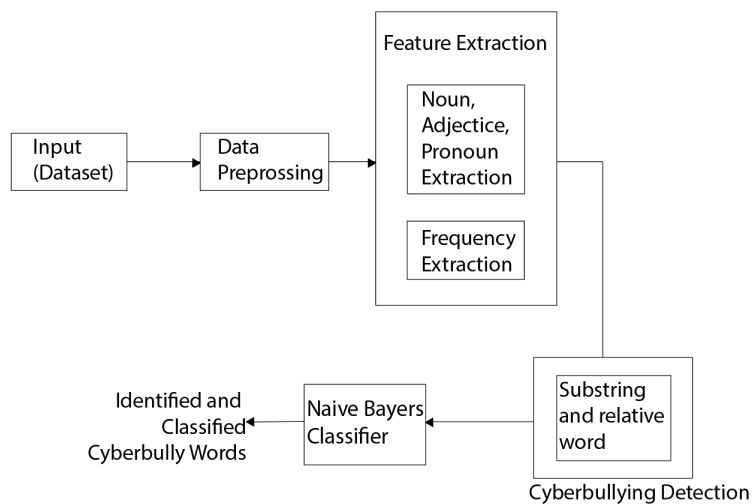 Feature Extraction
Noun,
Adjectice,
Pronoun
Extraction
Input
(Dataset)
Data
Preprossing
Frequency
Extraction
Substring
and relative
word
Cyberbullying Detection
Naive Bayers
Classifier
Identified and
Classified
Cyberbully Words